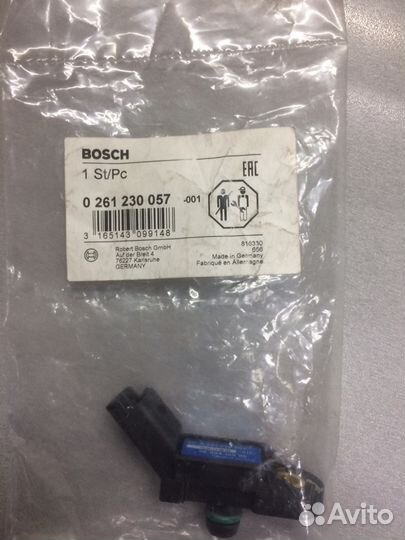 BOSCH
1 St/Pc
EAC
0 261 230 057 -001
3 165143 099148
Robert Bosch GmbH
Auf der Breit 4
76227 Karlsruhe
GERMANY
810330
656
Made in Germany
Fabriqué en Allemagne
Avito